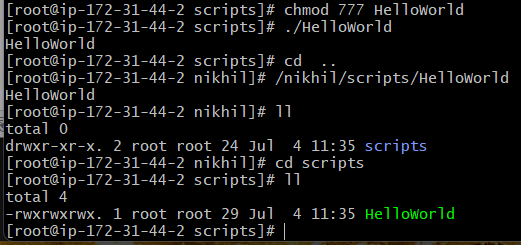 [root@ip-172-31-44-2 scripts]# chmod 777 HelloWorld
[root@ip-172-31-44-2 scripts]# ./HelloWorld
HelloWorld
[root@ip-172-31-44-2 scripts]# cd  ..
[root@ip-172-31-44-2 nikhil]# /nikhil/scripts/HelloWorld
HelloWorld
[root@ip-172-31-44-2 nikhil]# ll
total 0
drwxr-xr-x. 2 root root 24 Jul  4 11:35 scripts
[root@ip-172-31-44-2 nikhil]# cd scripts
[root@ip-172-31-44-2 scripts]# ll
total 4
-rwxrwxrwx. 1 root root 29 Jul  4 11:35 HelloWorld
[root@ip-172-31-44-2 scripts]#